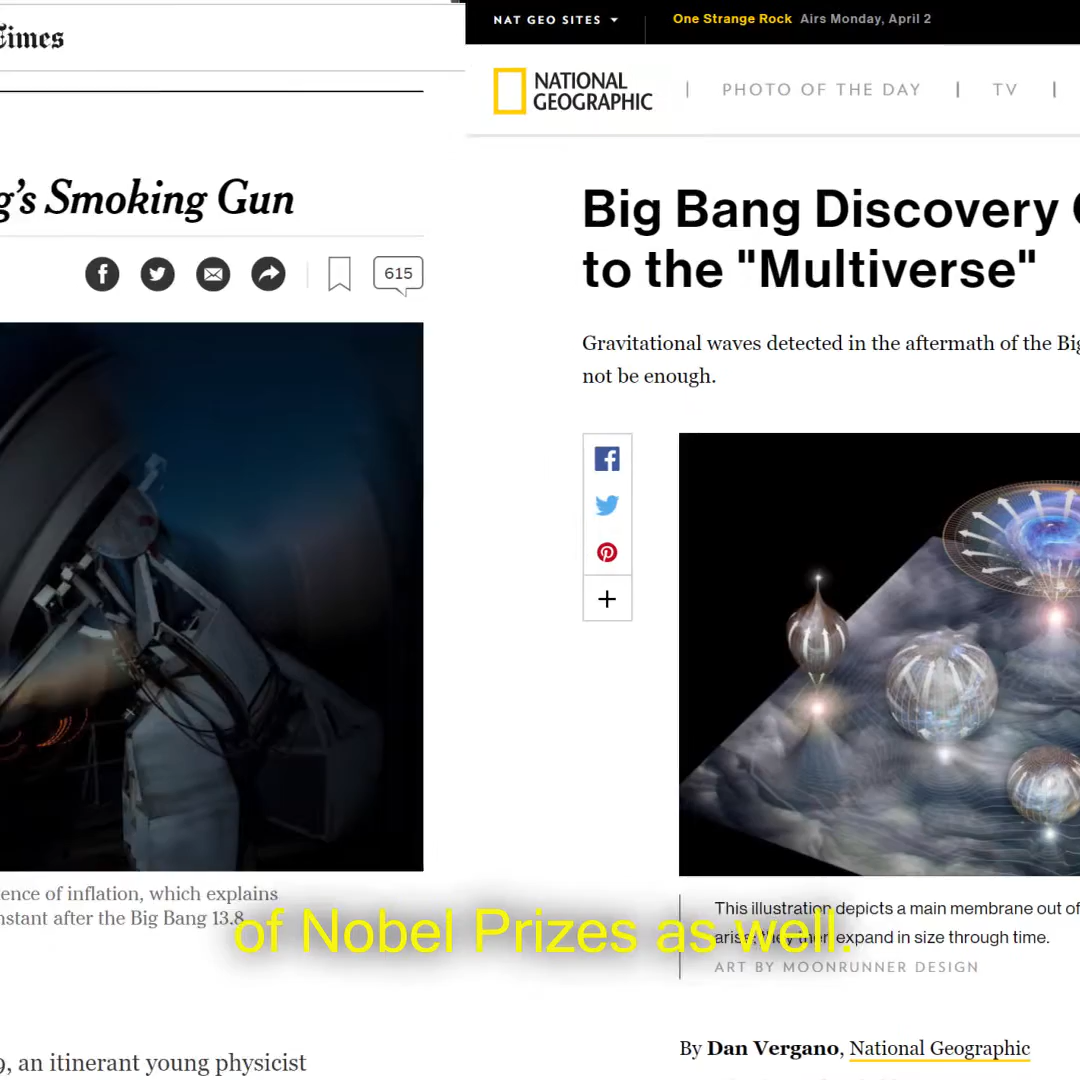 Times
g's Smoking Gun
615
ence of inflation, which explains
nstant after the Big Bang 13.8
9, an itinerant young physicist
NAT GEO SITES
One Strange Rock Airs Monday, April 2
NATIONAL
GEOGRAPHIC
PHOTO OF THE DAY
TV
Big Bang Discovery
to the "Multiverse"
Gravitational waves detected in the aftermath of the Big
not be enough.
This illustration depicts a main membrane out of
arise; they then expand in size through time.
ART BY MOONRUNNER DESIGN
By Dan Vergano, National Geographic
of Nobel Prizes as well.